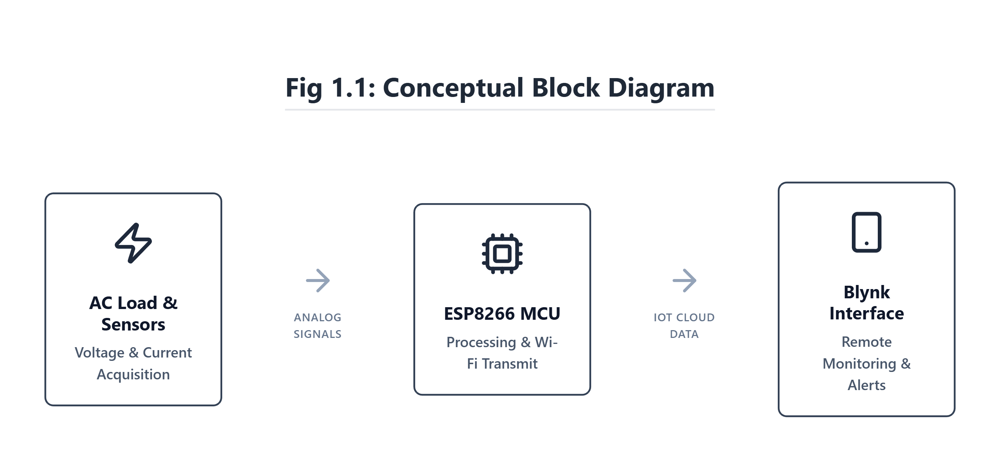 Fig 1.1: Conceptual Block Diagram
AC Load &
Sensors
Voltage & Current
Acquisition
ANALOG
SIGNALS
ESP8266 MCU
Processing & Wi-
Fi Transmit
IOT CLOUD
DATA
Blynk
Interface
Remote
Monitoring &
Alerts